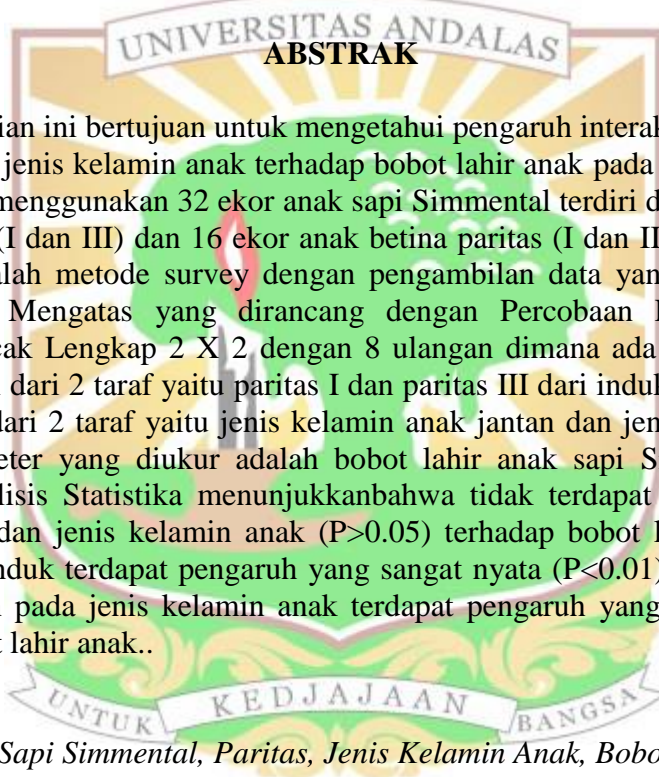 UNIVERSITAS ANDALAS
ABSTRAK
ian ini bertujuan untuk mengetahui pengaruh interak
jenis kelamin anak terhadap bobot lahir anak pada
menggunakan 32 ekor anak sapi Simmental terdiri d
(I dan III) dan 16 ekor anak betina paritas (I dan II
lah metode survey dengan pengambilan data yan
Mengatas yang dirancang dengan Percobaan
cak Lengkap 2 X 2 dengan 8 ulangan dimana ada
dari 2 taraf yaitu paritas I dan paritas III dari induk
dari 2 taraf yaitu jenis kelamin anak jantan dan jen
eter yang diukur adalah bobot lahir anak sapi S
lisis Statistika menunjukkanbahwa tidak terdapat
dan jenis kelamin anak (P>0.05) terhadap bobot l
nduk terdapat pengaruh yang sangat nyata (P<0.01)
pada jenis kelamin anak terdapat pengaruh yang
t lahir anak..
UNTUK KEDJAJAAN BANGSA
Sapi Simmental, Paritas, Jenis Kelamin Anak, Bobo